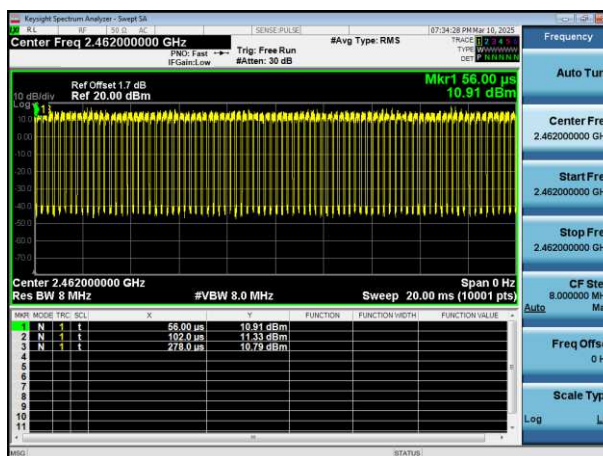 Keysight Spectrum Analyzer - Swept SA
RL RF 50 Ω AC SENSE:PULSE 07:34:28 PM Mar 10, 2025
Center Freq 2.462000000 GHz #Avg Type: RMS TRACE 1 2 3 4 5 6
PNO: Fast Trig: Free Run TYPE WWWWWW
IFGain:Low #Atten: 30 dB DET P N N N N N
Ref Offset 1.7 dB Mkr1 56.00 µs
10 dB/div Ref 20.00 dBm 10.91 dBm
Log
1
10.0
0.00
-10.0
-20.0
-30.0
-40.0
-50.0
-60.0
-70.0
Center 2.462000000 GHz Span 0 Hz
Res BW 8 MHz #VBW 8.0 MHz Sweep 20.00 ms (10001 pts)
MKR MODE TRC SCL X Y FUNCTION FUNCTION WIDTH FUNCTION VALUE
1 N 1 t 56.00 µs 10.91 dBm
2 N 1 t 102.0 µs 11.33 dBm
3 N 1 t 278.0 µs 10.79 dBm
4
5
6
7
8
9
10
11
MSG STATUS
Frequency
Auto Tun
Center Fre
2.462000000 GH
Start Fre
2.462000000 GH
Stop Fre
2.462000000 GH
CF Ste
8.000000 MH
Auto Ma
Freq Offs
0 H
Scale Typ
Log L